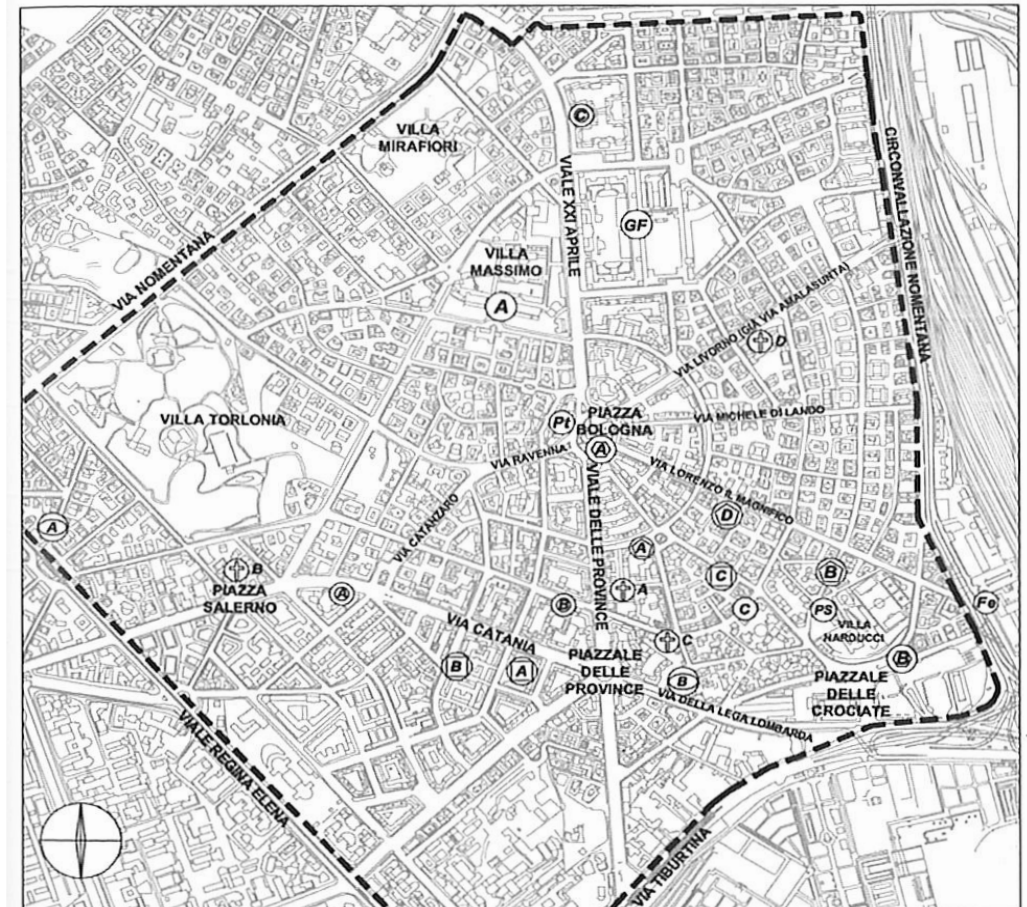 VILLA
MIRAFIORI
C
VIALE XXI APRILE
CIRCONVALLAZIONE NOMENTANA
GF
VIA NOMENTANA
VILLA
MASSIMO
A
VIA LIVORNO (GIÀ VIA AMALASUNTA)
D
VILLA TORLONIA
Pt
PIAZZA
BOLOGNA
VIA MICHELE DI LANDO
A
VIA RAVENNA
VIALE DELLE PROVINCE
VIA LORENZO IL MAGNIFICO
VIA CATANZARO
A
D
A
B
PIAZZA
SALERNO
A
B
A
C
B
C
PS
VILLA
NARDUCCI
Fe
VIA CATANIA
C
B
A
PIAZZALE
DELLE
PROVINCE
B
B
PIAZZALE
DELLE
CROCIATE
VIA DELLA LEGA LOMBARDA
VIALE REGINA ELENA
VIA TIBURTINA